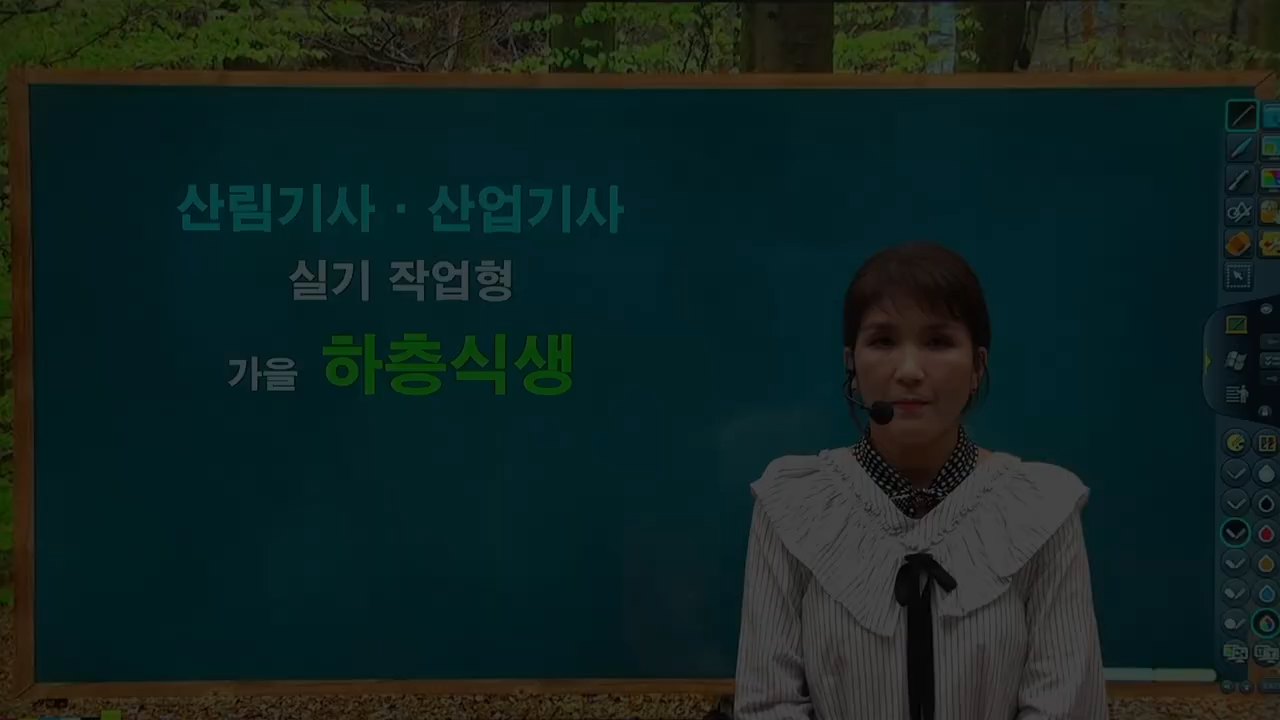 산림기사 · 산업기사
실기 작업형
가을 하층식생